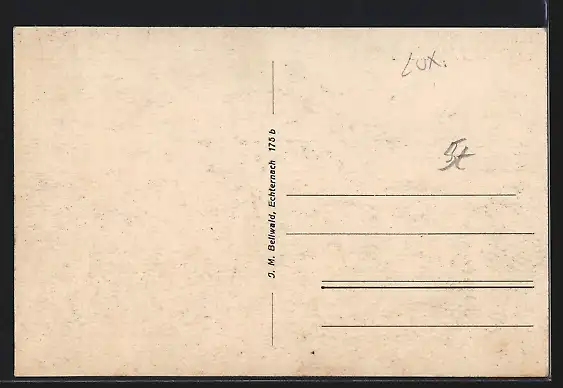 Lux.
J. M. Bellwald, Echternach 175 b